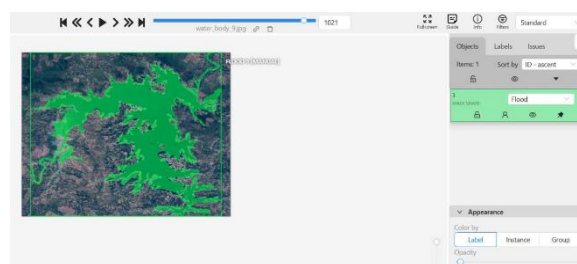 1021
water_body_9.jpg
Fullscreen
Guide
Info
Filters
Standard
Objects Labels Issues
Items: 1 Sort by ID - ascent
Flood
Appearance
Color by
Label Instance Group
Opacity